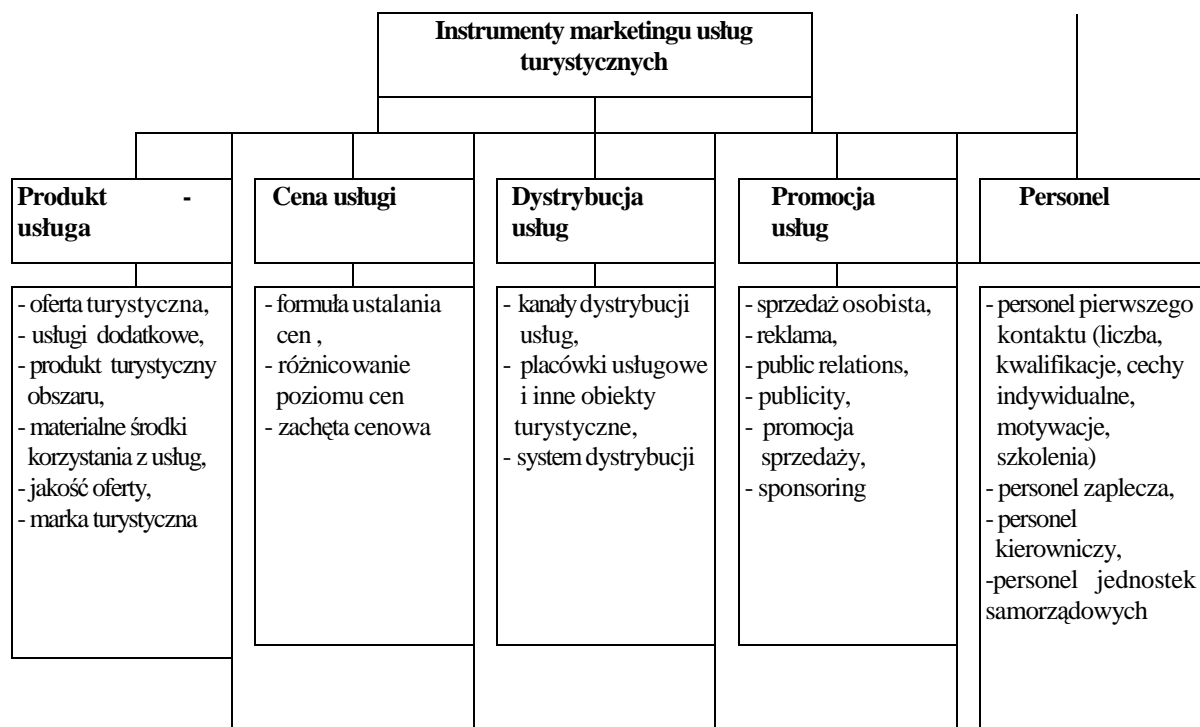 Instrumenty marketingu usług
turystycznych
Produkt -
usługa
Cena usługi
Dystrybucja
usług
Promocja
usług
Personel
- oferta turystyczna,
- usługi dodatkowe,
- produkt turystyczny
obszaru,
- materialne środki
korzystania z usług,
- jakość oferty,
- marka turystyczna
- formuła ustalania
cen ,
- różnicowanie
poziomu cen
- zachęta cenowa
- kanały dystrybucji
usług,
- placówki usługowe
i inne obiekty
turystyczne,
- system dystrybucji
- sprzedaż osobista,
- reklama,
- public relations,
- publicity,
- promocja
sprzedaży,
- sponsoring
- personel pierwszego
kontaktu (liczba,
kwalifikacje, cechy
indywidualne,
motywacje,
szkolenia)
- personel zaplecza,
- personel
kierowniczy,
-personel jednostek
samorządowych